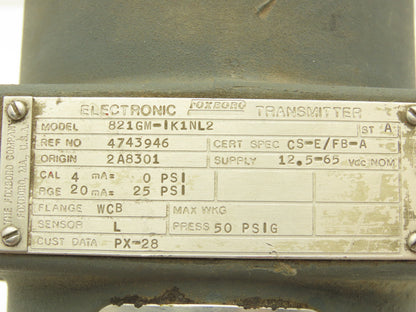 ELECTRONIC FOXBORO TRANSMITTER
MODEL 821GM-IK1NL2 ST A
REF NO 4743946 CERT SPEC CS-E/FB-A
ORIGIN 2A8301 SUPPLY 12.5-65 Vdc NOM
CAL 4 mA= 0 PSI
RGE 20 mA= 25 PSI
FLANGE WCB MAX WKG
SENSOR L PRESS 50 PSIG
CUST DATA PX-28
THE FOXBORO COMPANY
FOXBORO, MA, U.S.A.